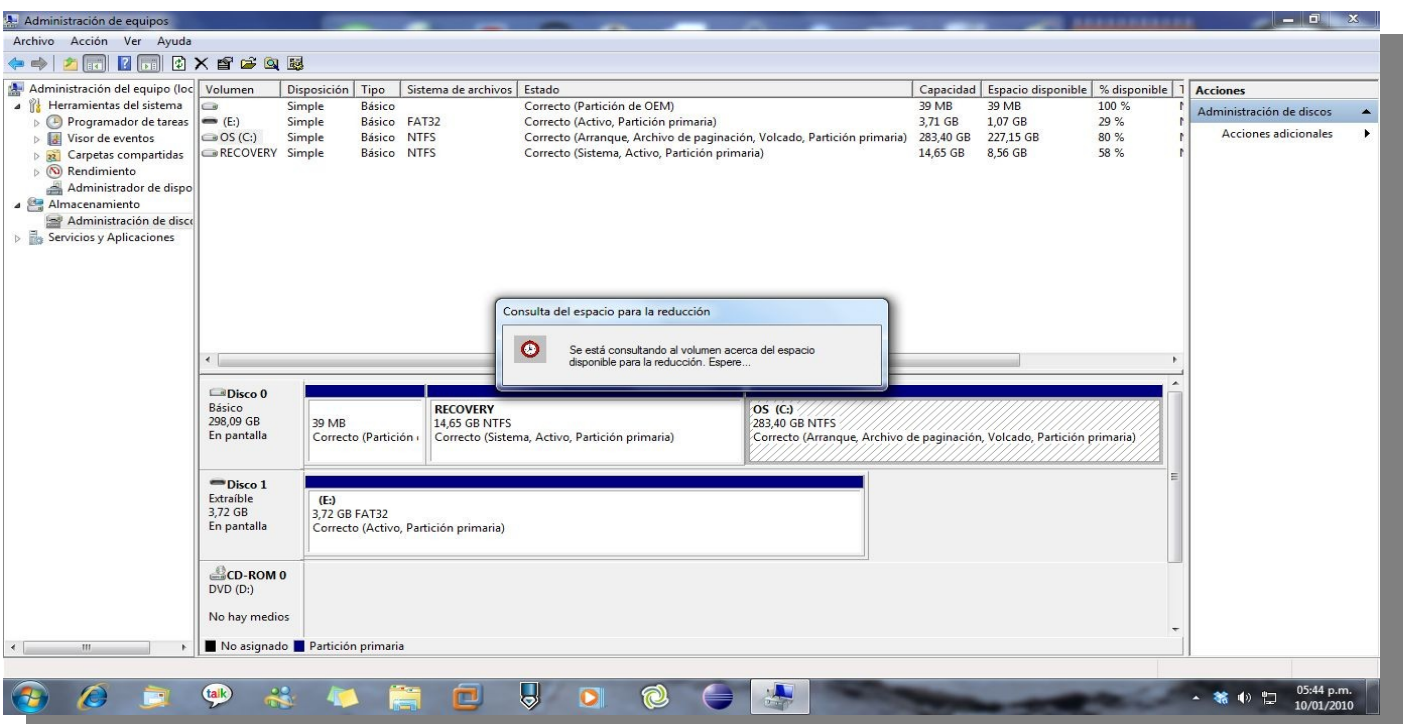 Administración de equipos
Archivo Acción Ver Ayuda
Administración del equipo (loc
Herramientas del sistema
Programador de tareas
Visor de eventos
Carpetas compartidas
Rendimiento
Administrador de dispo
Almacenamiento
Administración de disco
Servicios y Aplicaciones
Volumen Disposición Tipo Sistema de archivos Estado Capacidad Espacio disponible % disponible
Simple Básico Correcto (Partición de OEM) 39 MB 39 MB 100 %
(E:) Simple Básico FAT32 Correcto (Activo, Partición primaria) 3,71 GB 1,07 GB 29 %
OS (C:) Simple Básico NTFS Correcto (Arranque, Archivo de paginación, Volcado, Partición primaria) 283,40 GB 227,15 GB 80 %
RECOVERY Simple Básico NTFS Correcto (Sistema, Activo, Partición primaria) 14,65 GB 8,56 GB 58 %
Acciones
Administración de discos
Acciones adicionales
Consulta del espacio para la reducción
Se está consultando al volumen acerca del espacio
disponible para la reducción. Espere...
Disco 0
Básico
298,09 GB
En pantalla
39 MB
Correcto (Partición
RECOVERY
14,65 GB NTFS
Correcto (Sistema, Activo, Partición primaria)
OS (C:)
283,40 GB NTFS
Correcto (Arranque, Archivo de paginación, Volcado, Partición primaria)
Disco 1
Extraíble
3,72 GB
En pantalla
(E:)
3,72 GB FAT32
Correcto (Activo, Partición primaria)
CD-ROM 0
DVD (D:)
No hay medios
No asignado Partición primaria
talk
05:44 p.m.
10/01/2010